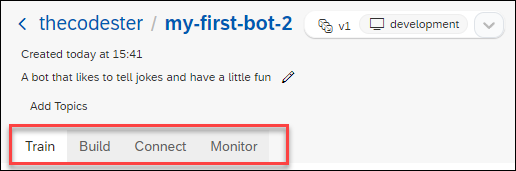 thecodester / my-first-bot-2 v1 development
Created today at 15:41
A bot that likes to tell jokes and have a little fun
Add Topics
Train Build Connect Monitor